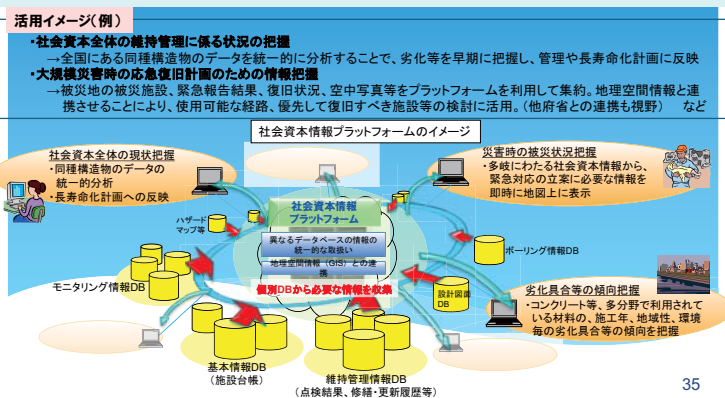 活用イメージ(例)
・社会資本全体の維持管理に係る状況の把握
→全国にある同種構造物のデータを統一的に分析することで、劣化等を早期に把握し、管理や長寿命化計画に反映
・大規模災害時の応急復旧計画のための情報把握
→被災地の被災施設、緊急報告結果、復旧状況、空中写真等をプラットフォームを利用して集約。地理空間情報と連
携させることにより、使用可能な経路、優先して復旧すべき施設等の検討に活用。(他府省との連携も視野) など
社会資本情報プラットフォームのイメージ
社会資本全体の現状把握
・同種構造物のデータの
統一的分析
・長寿命化計画への反映
災害時の被災状況把握
・多岐にわたる社会資本情報から、
緊急対応の立案に必要な情報を
即時に地図上に表示
社会資本情報
プラットフォーム
異なるデータベースの情報の
統一的な取扱い
地理空間情報(GIS)との連
携
個別DBから必要な情報を収集
ハザード
マップ等
モニタリング情報DB
ボーリング情報DB
設計図面
DB
劣化具合等の傾向把握
・コンクリート等、多分野で利用されて
いる材料の、施工年、地域性、環境
毎の劣化具合等の傾向を把握
基本情報DB
(施設台帳)
維持管理情報DB
(点検結果、修繕・更新履歴等)
35